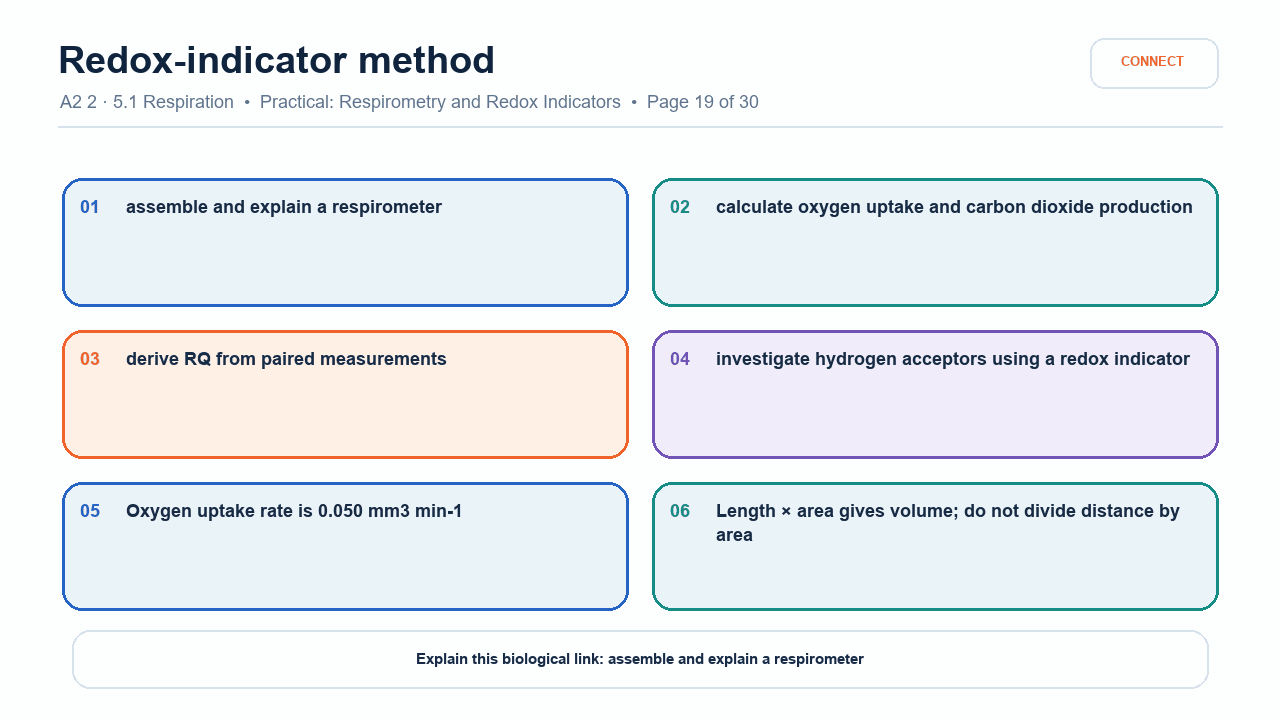 Redox-indicator method
CONNECT
A2 2 · 5.1 Respiration • Practical: Respirometry and Redox Indicators • Page 19 of 30
01 assemble and explain a respirometer
02 calculate oxygen uptake and carbon dioxide production
03 derive RQ from paired measurements
04 investigate hydrogen acceptors using a redox indicator
05 Oxygen uptake rate is 0.050 mm3 min-1
06 Length × area gives volume; do not divide distance by
area
Explain this biological link: assemble and explain a respirometer